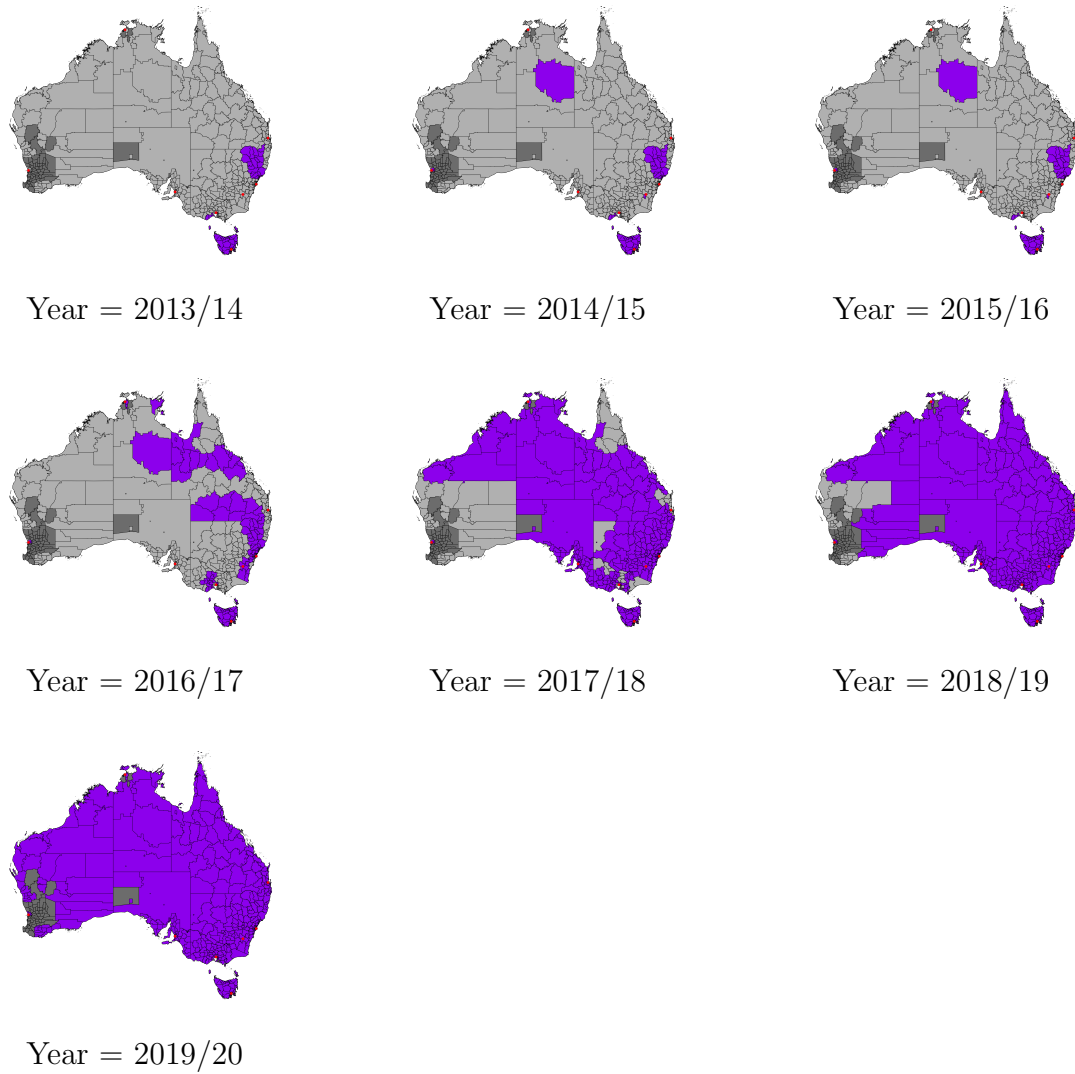 Year = 2013/14
Year = 2014/15
Year = 2015/16
Year = 2016/17
Year = 2017/18
Year = 2018/19
Year = 2019/20